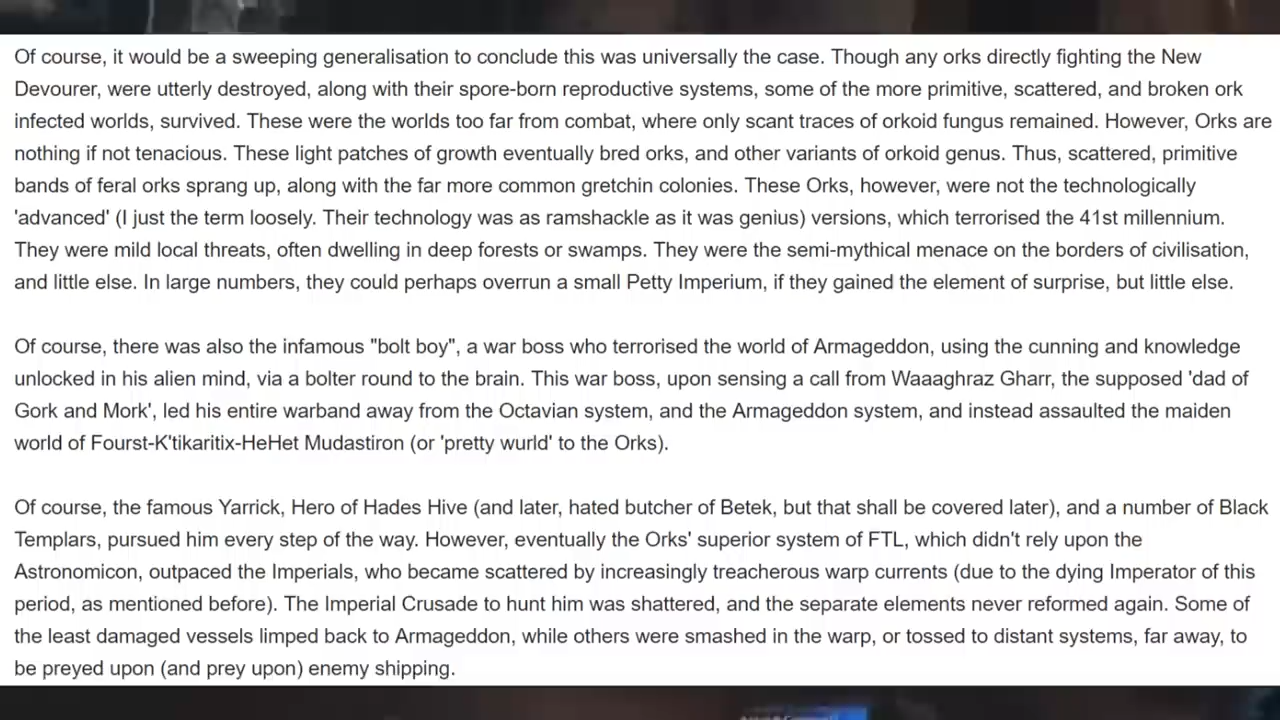 Of course, it would be a sweeping generalisation to conclude this was universally the case. Though any orks directly fighting the New
Devourer, were utterly destroyed, along with their spore-born reproductive systems, some of the more primitive, scattered, and broken ork
infected worlds, survived. These were the worlds too far from combat, where only scant traces of orkoid fungus remained. However, Orks are
nothing if not tenacious. These light patches of growth eventually bred orks, and other variants of orkoid genus. Thus, scattered, primitive
bands of feral orks sprang up, along with the far more common gretchin colonies. These Orks, however, were not the technologically
'advanced' (I just the term loosely. Their technology was as ramshackle as it was genius) versions, which terrorised the 41st millennium.
They were mild local threats, often dwelling in deep forests or swamps. They were the semi-mythical menace on the borders of civilisation,
and little else. In large numbers, they could perhaps overrun a small Petty Imperium, if they gained the element of surprise, but little else.
Of course, there was also the infamous "bolt boy", a war boss who terrorised the world of Armageddon, using the cunning and knowledge
unlocked in his alien mind, via a bolter round to the brain. This war boss, upon sensing a call from Waaaghraz Gharr, the supposed 'dad of
Gork and Mork', led his entire warband away from the Octavian system, and the Armageddon system, and instead assaulted the maiden
world of Fourst-K'tikaritix-HeHet Mudastiron (or 'pretty wurld' to the Orks).
Of course, the famous Yarrick, Hero of Hades Hive (and later, hated butcher of Betek, but that shall be covered later), and a number of Black
Templars, pursued him every step of the way. However, eventually the Orks' superior system of FTL, which didn't rely upon the
Astronomicon, outpaced the Imperials, who became scattered by increasingly treacherous warp currents (due to the dying Imperator of this
period, as mentioned before). The Imperial Crusade to hunt him was shattered, and the separate elements never reformed again. Some of
the least damaged vessels limped back to Armageddon, while others were smashed in the warp, or tossed to distant systems, far away, to
be preyed upon (and prey upon) enemy shipping.